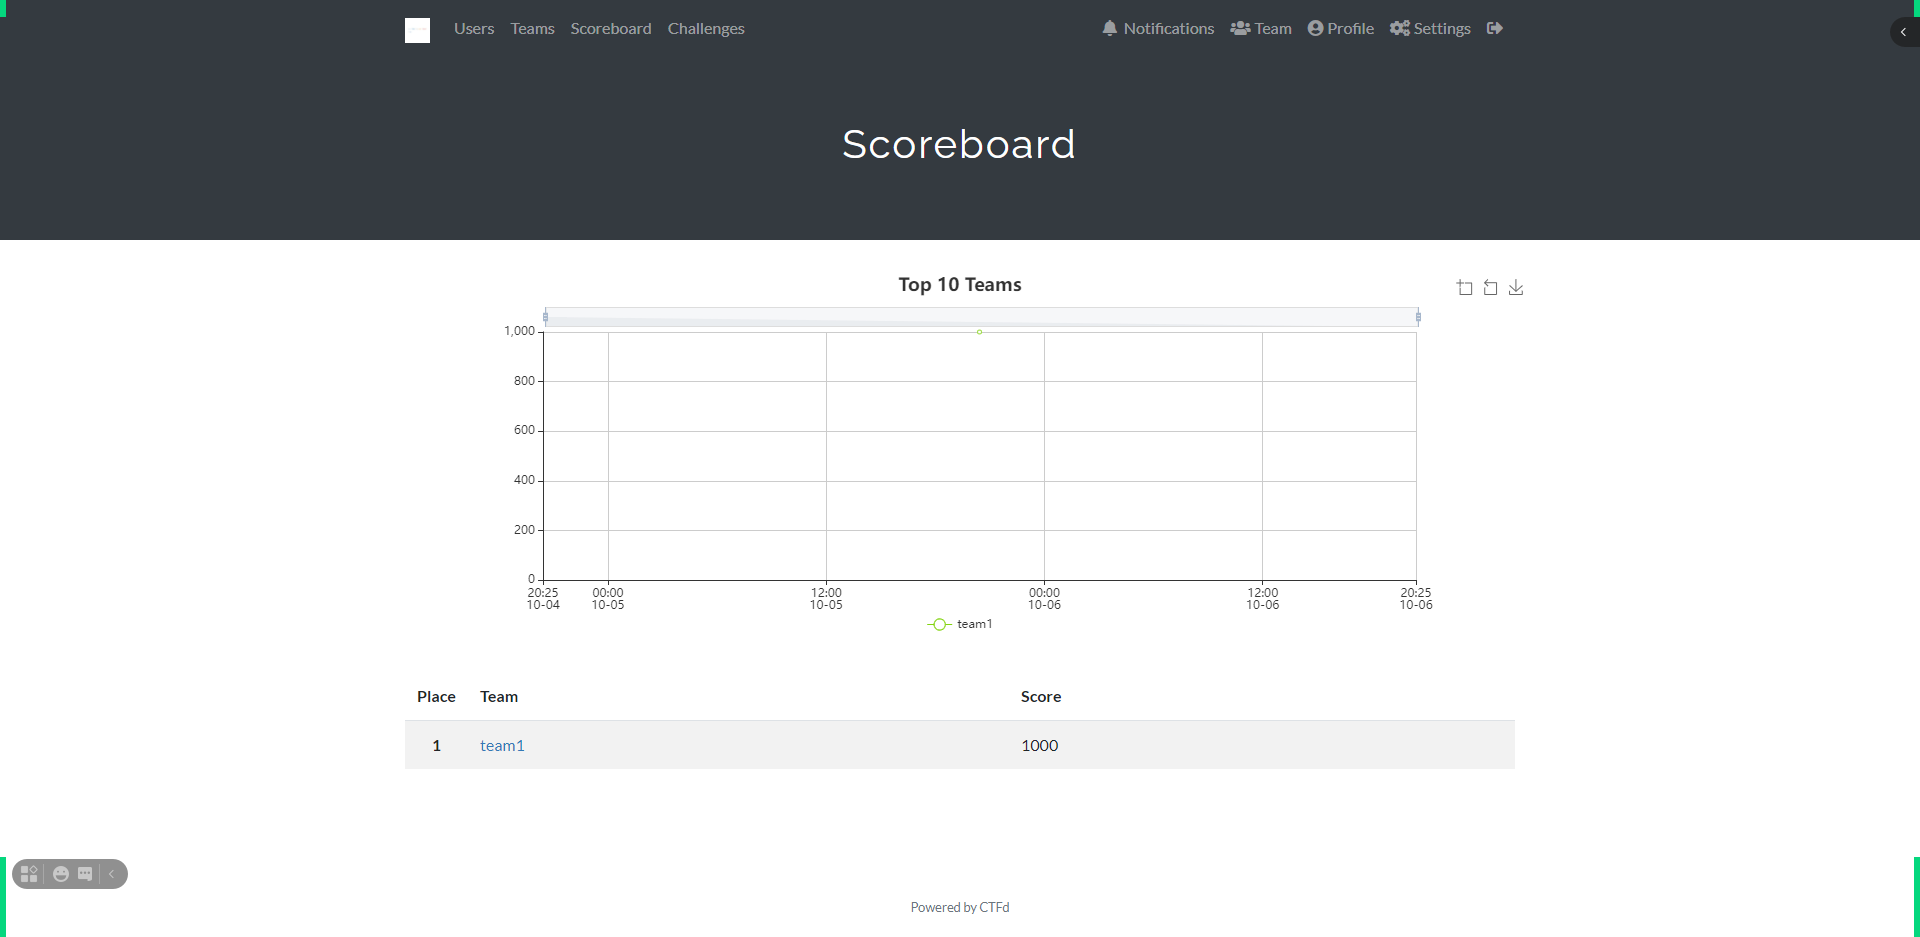 Users Teams Scoreboard Challenges Notifications Team Profile Settings
Scoreboard
Top 10 Teams
1,000
800
600
400
200
0
20:25 00:00 12:00 00:00 12:00 20:25
10-04 10-05 10-05 10-06 10-06 10-06
team1
Place Team Score
1 team1 1000
Powered by CTFd